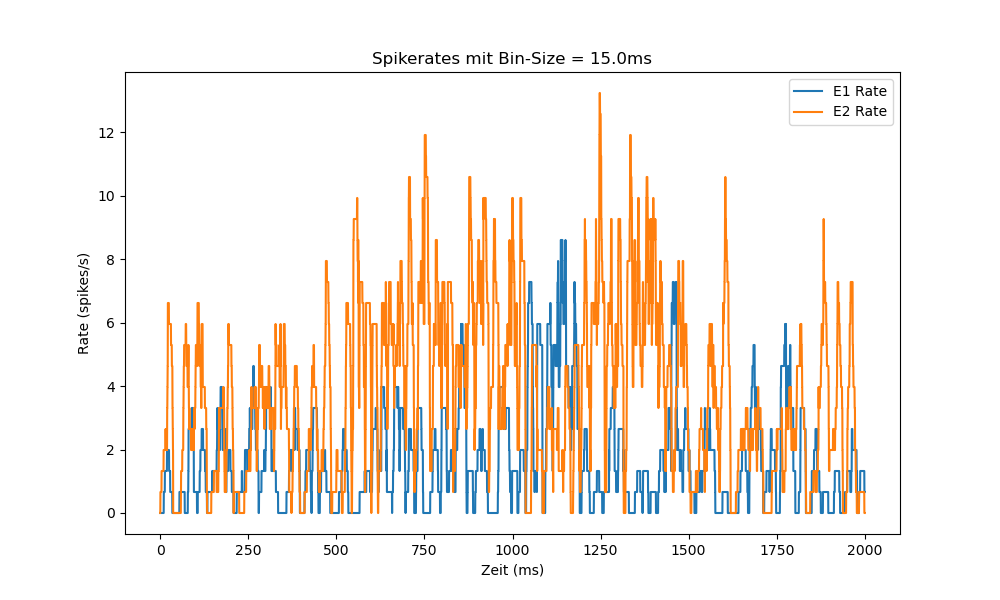 Spikerates mit Bin-Size = 15.0ms
E1 Rate
E2 Rate
Rate (spikes/s)
12
10
8
6
4
2
0
0 250 500 750 1000 1250 1500 1750 2000
Zeit (ms)